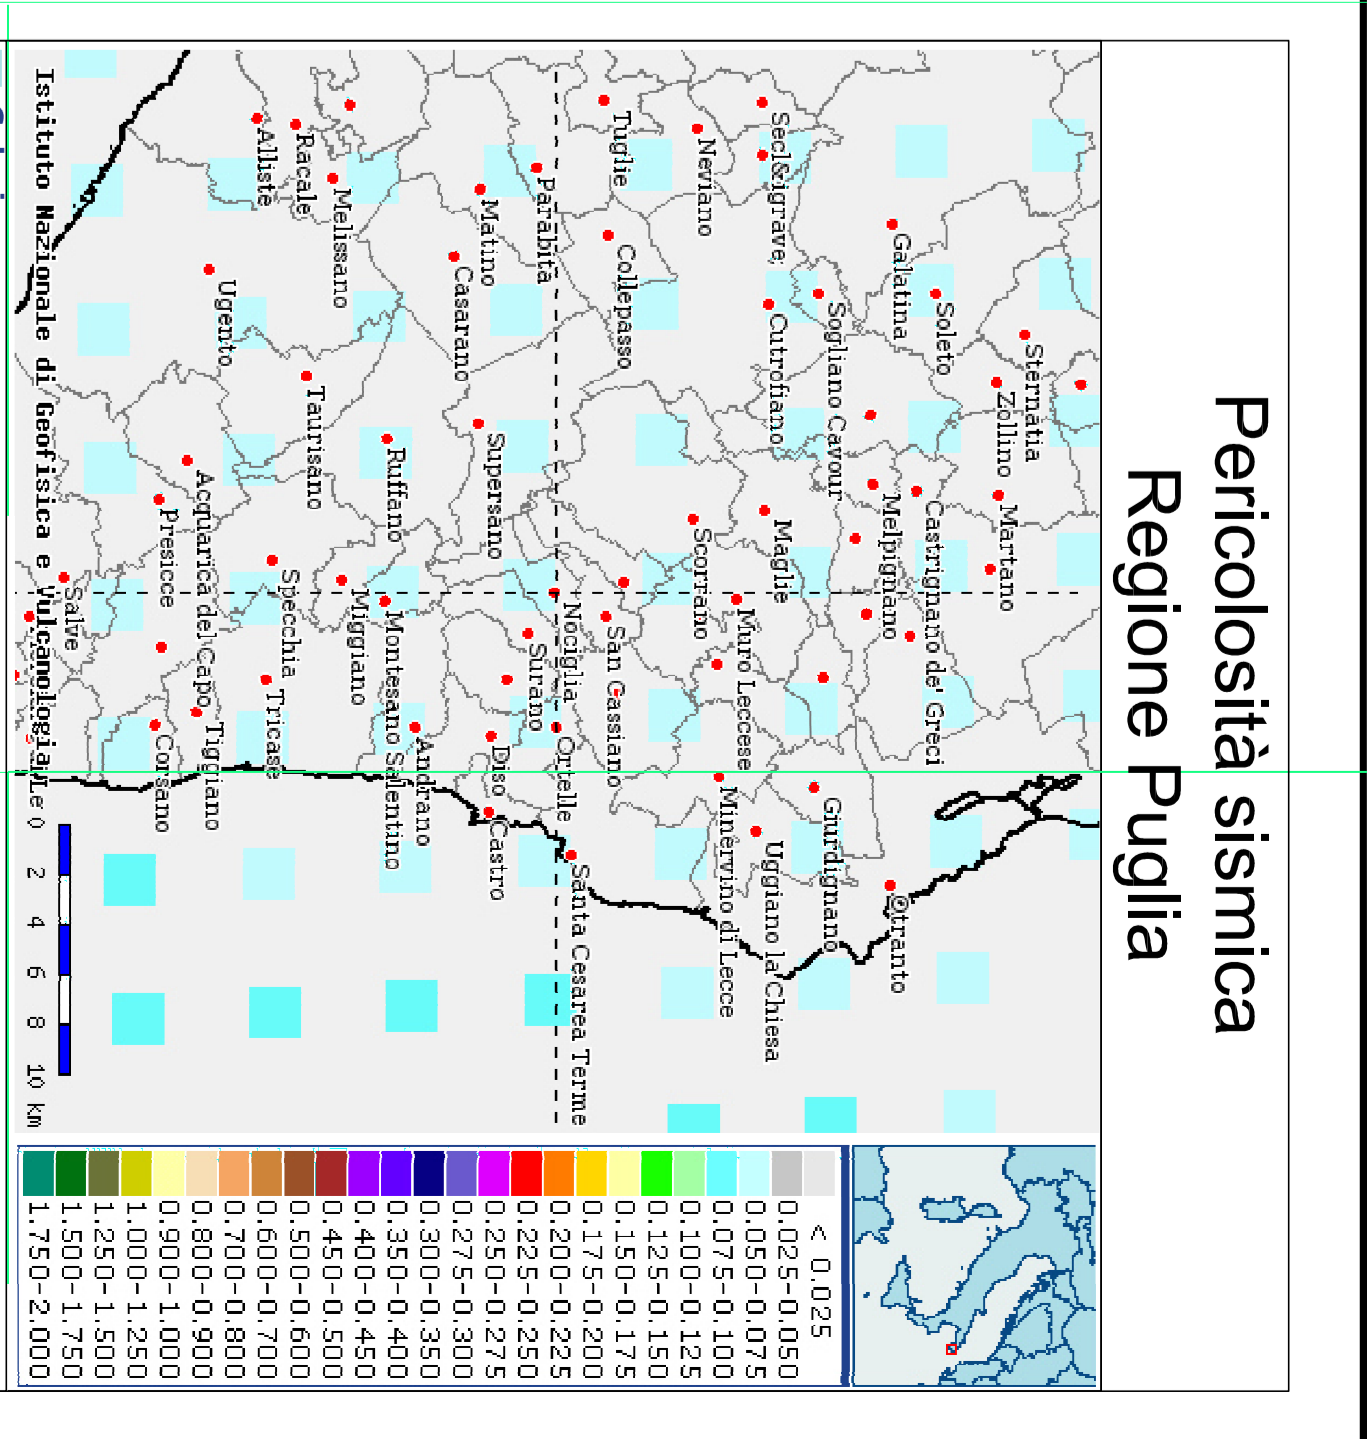 Pericolosità sismica
Regione Puglia
Sternatia
Zollino
Martano
Soleto
Galatina
Castrignano de' Greci
Melpignano
Otranto
Sogliano Cavour
Giurdignano
Cutrofiano
Maglie
Uggiano la Chiesa
Neviano
Scorrano
Muro Leccese
Minervino di Lecce
Tuglie
Collepasso
San Cassiano
Parabita
Nociglia
Ortelle
Santa Cesarea Terme
Surano
Matino
Supersano
Diso
Castro
Casarano
Ruffano
Montesano Salentino
Andrano
Melissano
Miggiano
Racale
Taurisano
Alliste
Specchia
Tricase
Ugento
Acquarica del Capo
Tiggiano
Presice
Corsano
Salve
Istituto Nazionale di Geofisica e Vulcanologia
0 2 4 6 8 10 km
< 0.025
0.025-0.050
0.050-0.075
0.075-0.100
0.100-0.125
0.125-0.150
0.150-0.175
0.175-0.200
0.200-0.225
0.225-0.250
0.250-0.275
0.275-0.300
0.300-0.350
0.350-0.400
0.400-0.450
0.450-0.500
0.500-0.600
0.600-0.700
0.700-0.800
0.800-0.900
0.900-1.000
1.000-1.250
1.250-1.500
1.500-1.750
1.750-2.000